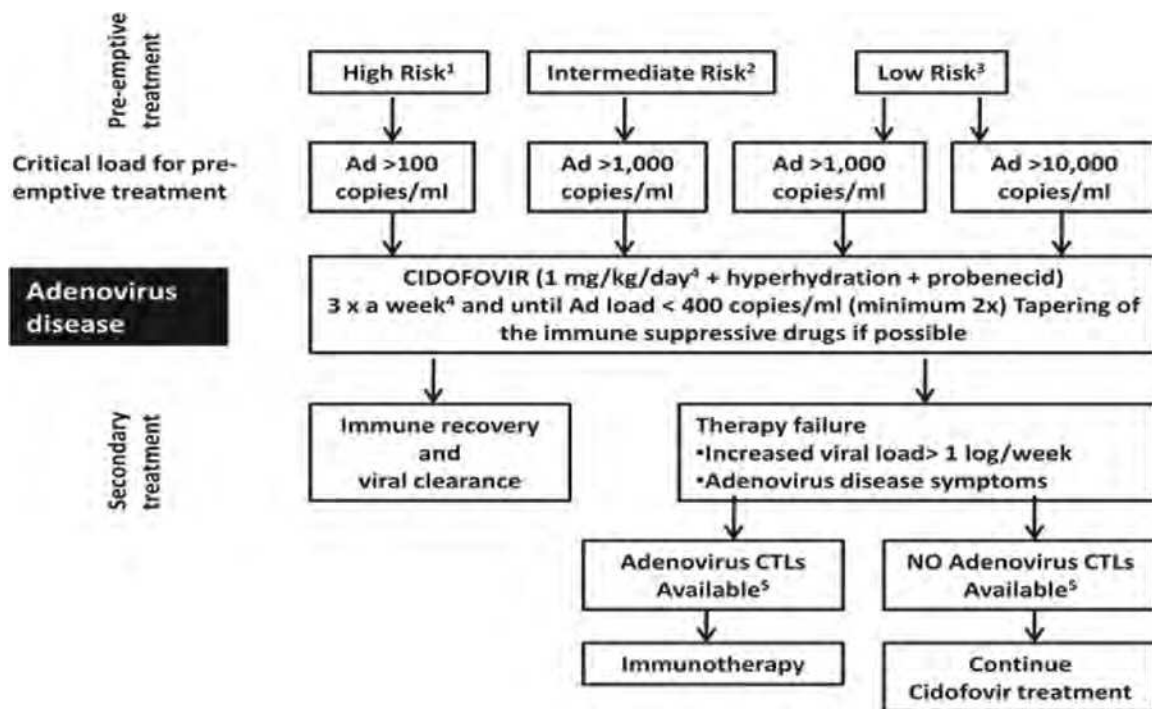 Pre-emptive
treatment
High Risk¹
Intermediate Risk²
Low Risk³
Critical load for pre-
emptive treatment
Ad >100
copies/ml
Ad >1,000
copies/ml
Ad >1,000
copies/ml
Ad >10,000
copies/ml
Adenovirus
disease
CIDOFOVIR (1 mg/kg/day⁴ + hyperhydration + probenecid)
3 x a week⁴ and until Ad load < 400 copies/ml (minimum 2x) Tapering of
the immune suppressive drugs if possible
Secondary
treatment
Immune recovery
and
viral clearance
Therapy failure
•Increased viral load> 1 log/week
•Adenovirus disease symptoms
Adenovirus CTLs
Available⁵
NO Adenovirus CTLs
Available⁵
Immunotherapy
Continue
Cidofovir treatment